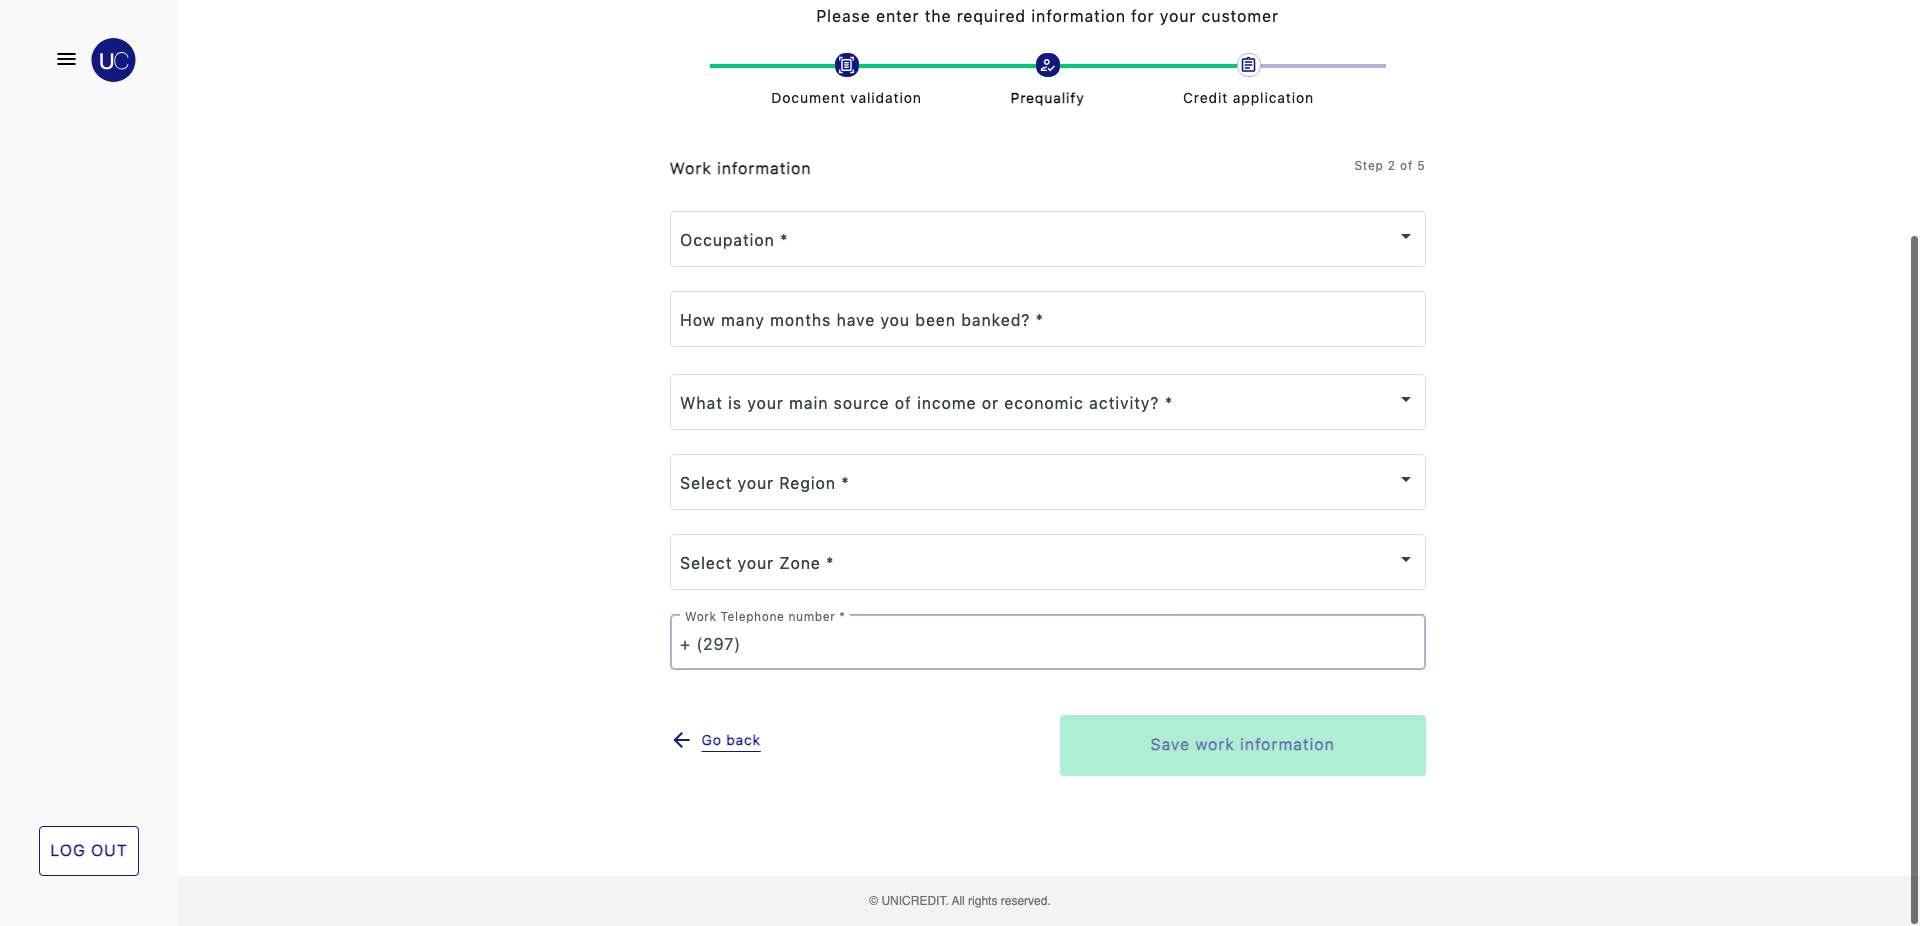 Please enter the required information for your customer
UC
Document validation
Prequalify
Credit application
Work information
Step 2 of 5
Occupation *
How many months have you been banked? *
What is your main source of income or economic activity? *
Select your Region *
Select your Zone *
Work Telephone number *
+ (297)
Go back
Save work information
LOG OUT
© UNICREDIT. All rights reserved.